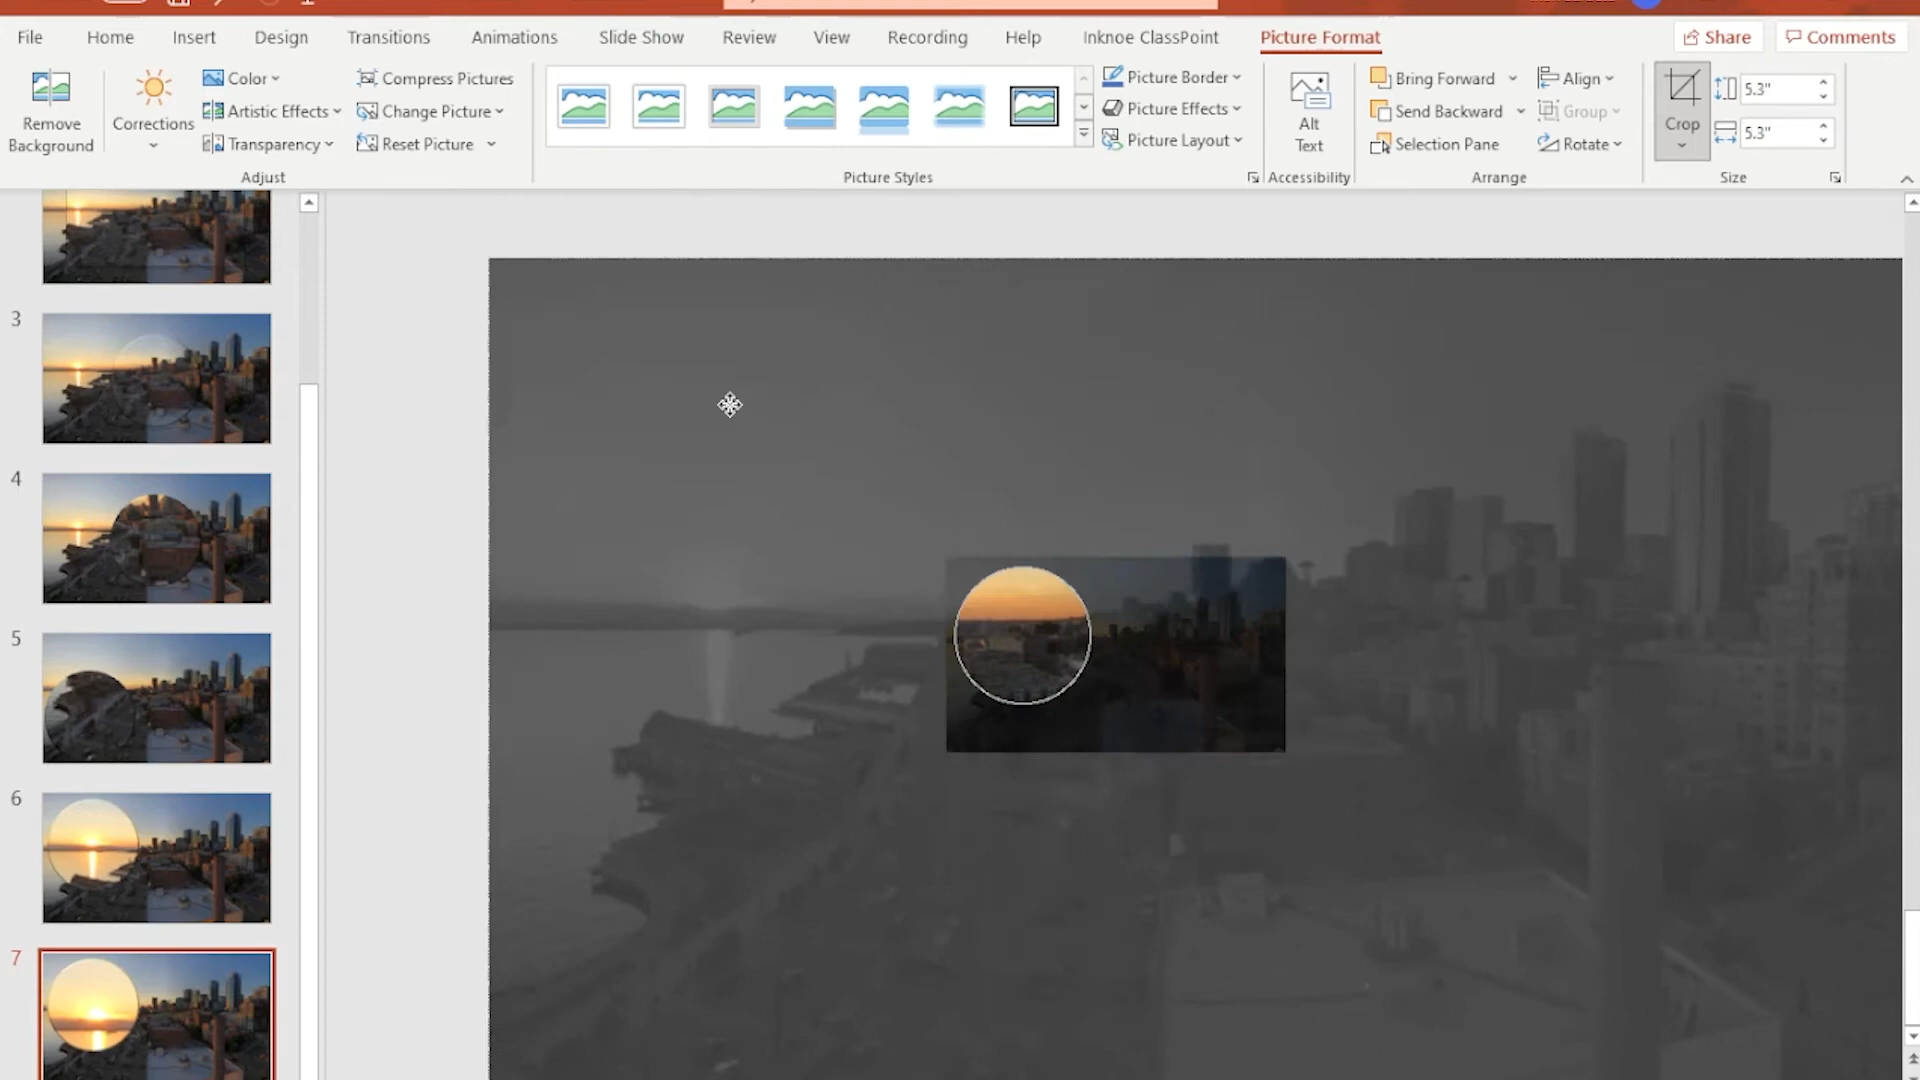 File Home Insert Design Transitions Animations Slide Show Review View Recording Help Inknoe ClassPoint Picture Format Share Comments
Remove Background
Corrections
Color
Artistic Effects
Transparency
Compress Pictures
Change Picture
Reset Picture
Adjust
Picture Border
Picture Effects
Picture Layout
Picture Styles
Alt Text
Accessibility
Bring Forward
Send Backward
Selection Pane
Align
Group
Rotate
Arrange
Crop
5.3"
5.3"
Size
3
4
5
6
7